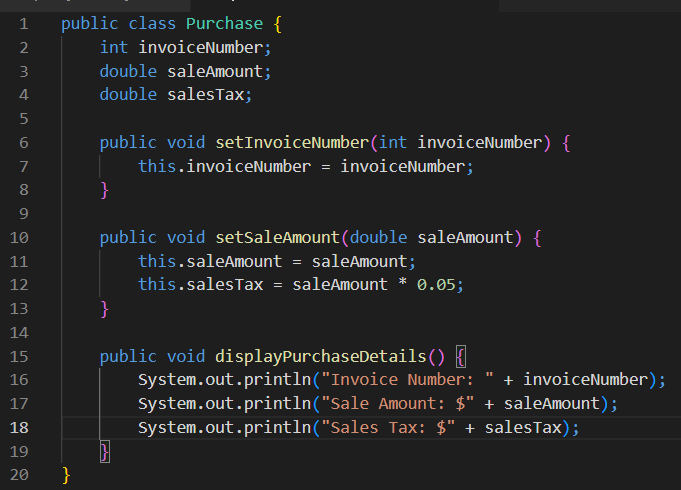 1 public class Purchase {
2     int invoiceNumber;
3     double saleAmount;
4     double salesTax;
5
6     public void setInvoiceNumber(int invoiceNumber) {
7         this.invoiceNumber = invoiceNumber;
8     }
9
10     public void setSaleAmount(double saleAmount) {
11         this.saleAmount = saleAmount;
12         this.salesTax = saleAmount * 0.05;
13     }
14
15     public void displayPurchaseDetails() {
16         System.out.println("Invoice Number: " + invoiceNumber);
17         System.out.println("Sale Amount: $" + saleAmount);
18         System.out.println("Sales Tax: $" + salesTax);
19     }
20 }